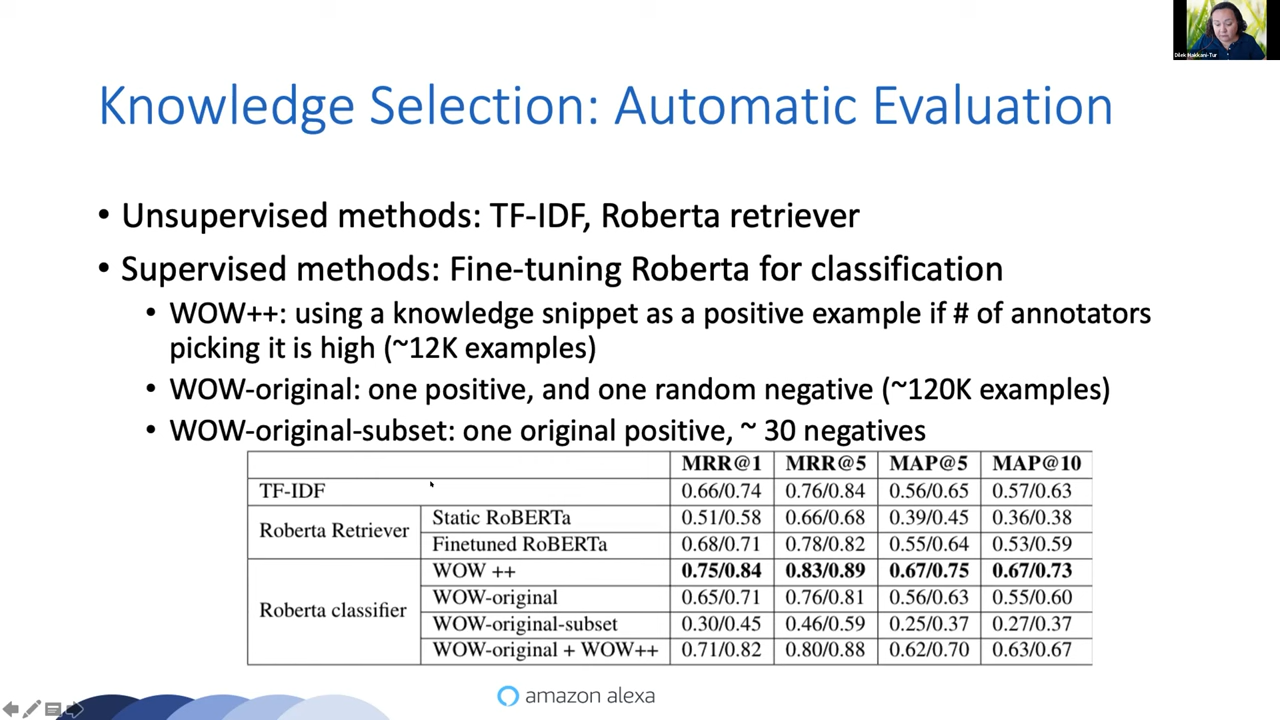 Dilek Hakkani-Tur
Knowledge Selection: Automatic Evaluation
• Unsupervised methods: TF-IDF, Roberta retriever
• Supervised methods: Fine-tuning Roberta for classification
• WOW++: using a knowledge snippet as a positive example if # of annotators
picking it is high (~12K examples)
• WOW-original: one positive, and one random negative (~120K examples)
• WOW-original-subset: one original positive, ~ 30 negatives
MRR@1 MRR@5 MAP@5 MAP@10
TF-IDF 0.66/0.74 0.76/0.84 0.56/0.65 0.57/0.63
Roberta Retriever
Static RoBERTa 0.51/0.58 0.66/0.68 0.39/0.45 0.36/0.38
Finetuned RoBERTa 0.68/0.71 0.78/0.82 0.55/0.64 0.53/0.59
Roberta classifier
WOW ++ 0.75/0.84 0.83/0.89 0.67/0.75 0.67/0.73
WOW-original 0.65/0.71 0.76/0.81 0.56/0.63 0.55/0.60
WOW-original-subset 0.30/0.45 0.46/0.59 0.25/0.37 0.27/0.37
WOW-original + WOW++ 0.71/0.82 0.80/0.88 0.62/0.70 0.63/0.67
amazon alexa